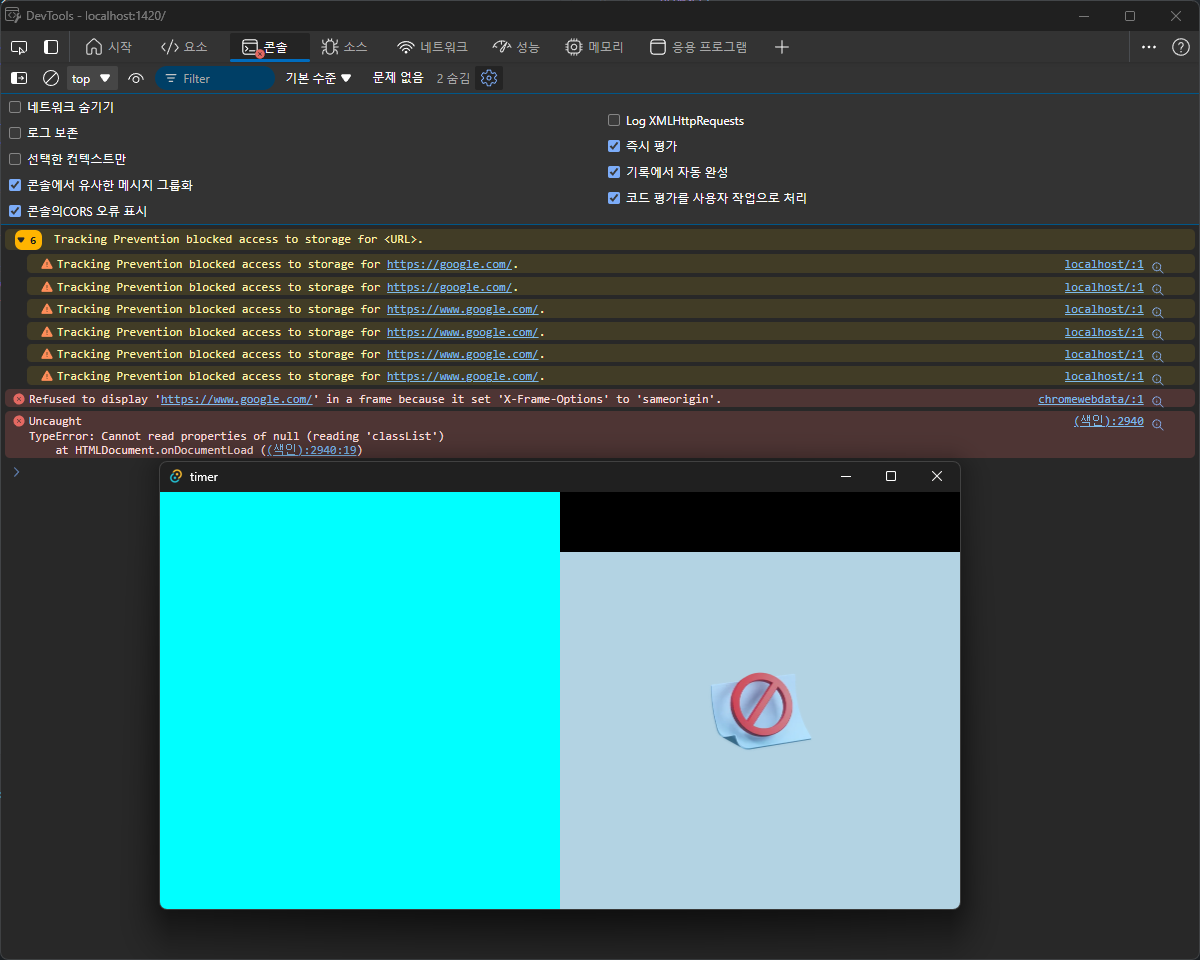 DevTools - localhost:1420/
시작 요소 콘솔 소스 네트워크 성능 메모리 응용 프로그램
top Filter 기본 수준 문제 없음 2 숨김
네트워크 숨기기
로그 보존
선택한 컨텍스트만
콘솔에서 유사한 메시지 그룹화
콘솔의CORS 오류 표시
Log XMLHttpRequests
즉시 평가
기록에서 자동 완성
코드 평가를 사용자 작업으로 처리
6 Tracking Prevention blocked access to storage for <URL>.
Tracking Prevention blocked access to storage for https://google.com/. localhost/:1
Tracking Prevention blocked access to storage for https://google.com/. localhost/:1
Tracking Prevention blocked access to storage for https://www.google.com/. localhost/:1
Tracking Prevention blocked access to storage for https://www.google.com/. localhost/:1
Tracking Prevention blocked access to storage for https://www.google.com/. localhost/:1
Tracking Prevention blocked access to storage for https://www.google.com/. localhost/:1
Refused to display 'https://www.google.com/' in a frame because it set 'X-Frame-Options' to 'sameorigin'. chromewebdata/:1
Uncaught (색인):2940
TypeError: Cannot read properties of null (reading 'classList')
at HTMLDocument.onDocumentLoad ((색인):2940:19)
timer